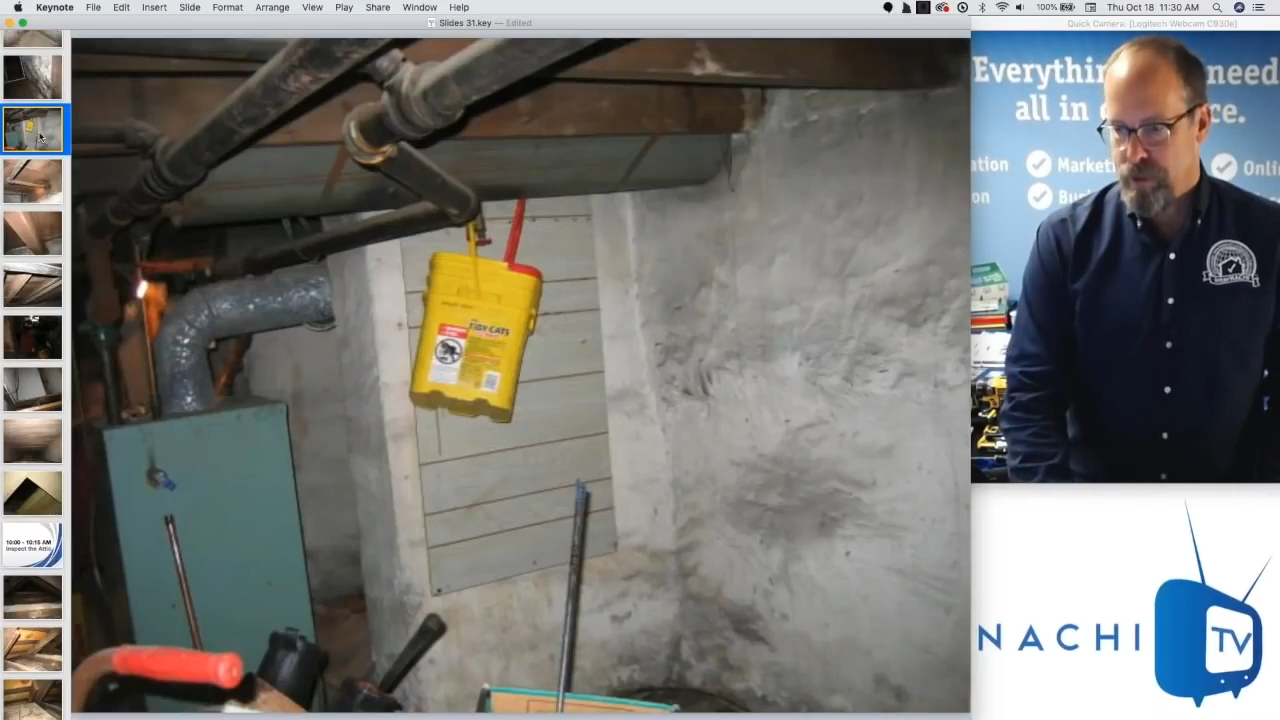 Keynote File Edit Insert Slide Format Arrange View Play Share Window Help
100% Thu Oct 18 11:30 AM
Slides 31.key — Edited
Quick Camera: [Logitech Webcam C930e]
Everythin need
all in ce.
ation Marketi Onli
on Bu
InterNACHI
TIDY CATS
10:00 - 10:15 AM
Inspect the Attic
NACHI TV